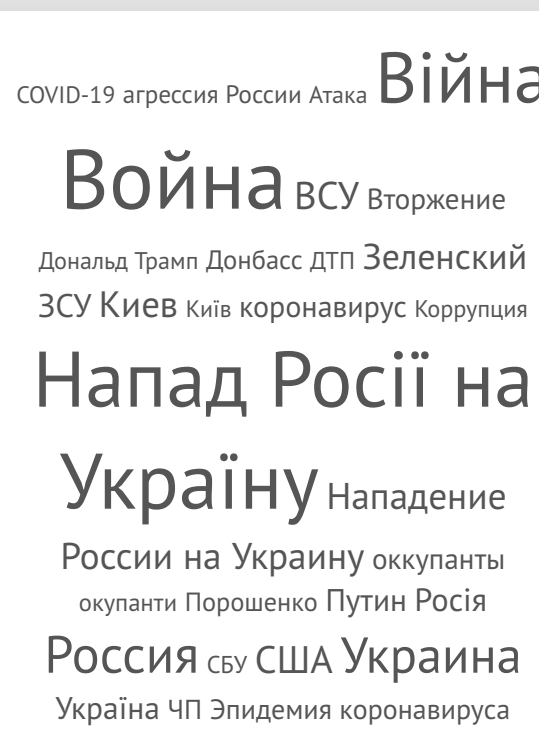 COVID-19 агрессия России Атака Війна
Война ВСУ Вторжение
Дональд Трамп Донбасс ДТП Зеленский
ЗСУ Киев Київ коронавирус Коррупция
Напад Росії на
Україну Нападение
России на Украину оккупанты
окупанти Порошенко Путин Росія
Россия СБУ США Украина
Україна ЧП Эпидемия коронавируса